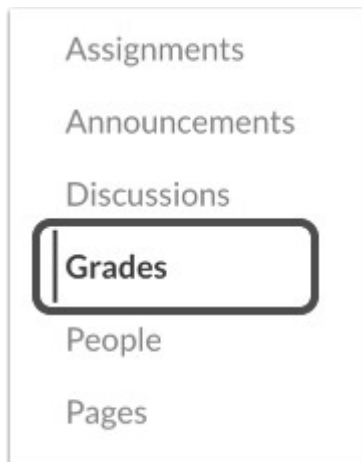 Assignments
Announcements
Discussions
Grades
People
Pages